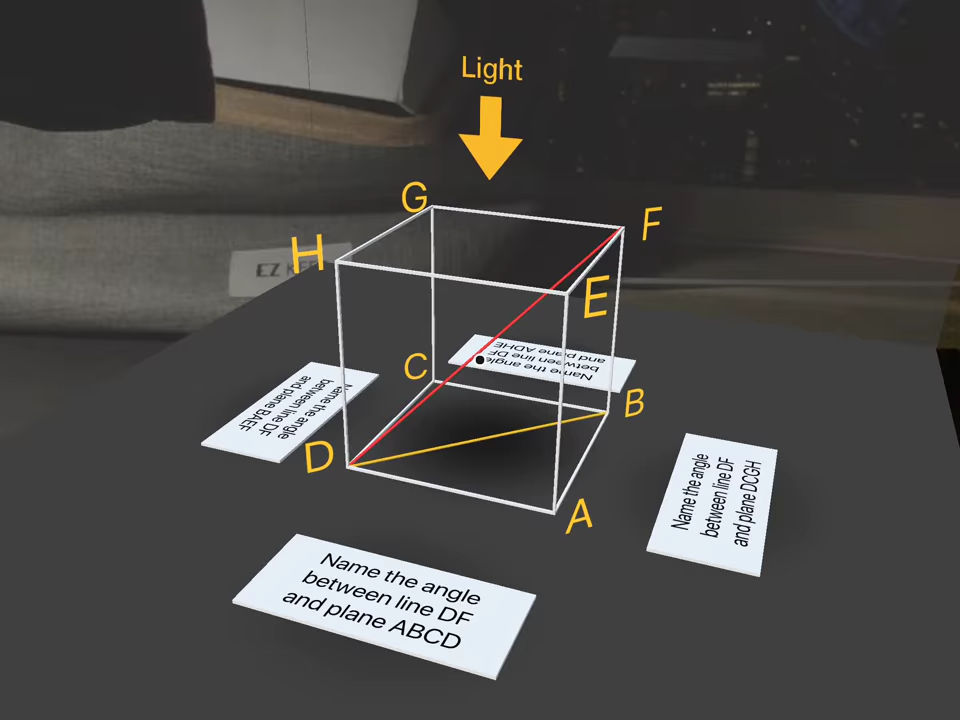 Light
G
F
H
E
EZ
C
Name the angle
between line DF
and plane ADHE
B
Name the angle
between line DF
and plane BAEF
D
Name the angle
between line DF
and plane DCGH
A
Name the angle
between line DF
and plane ABCD